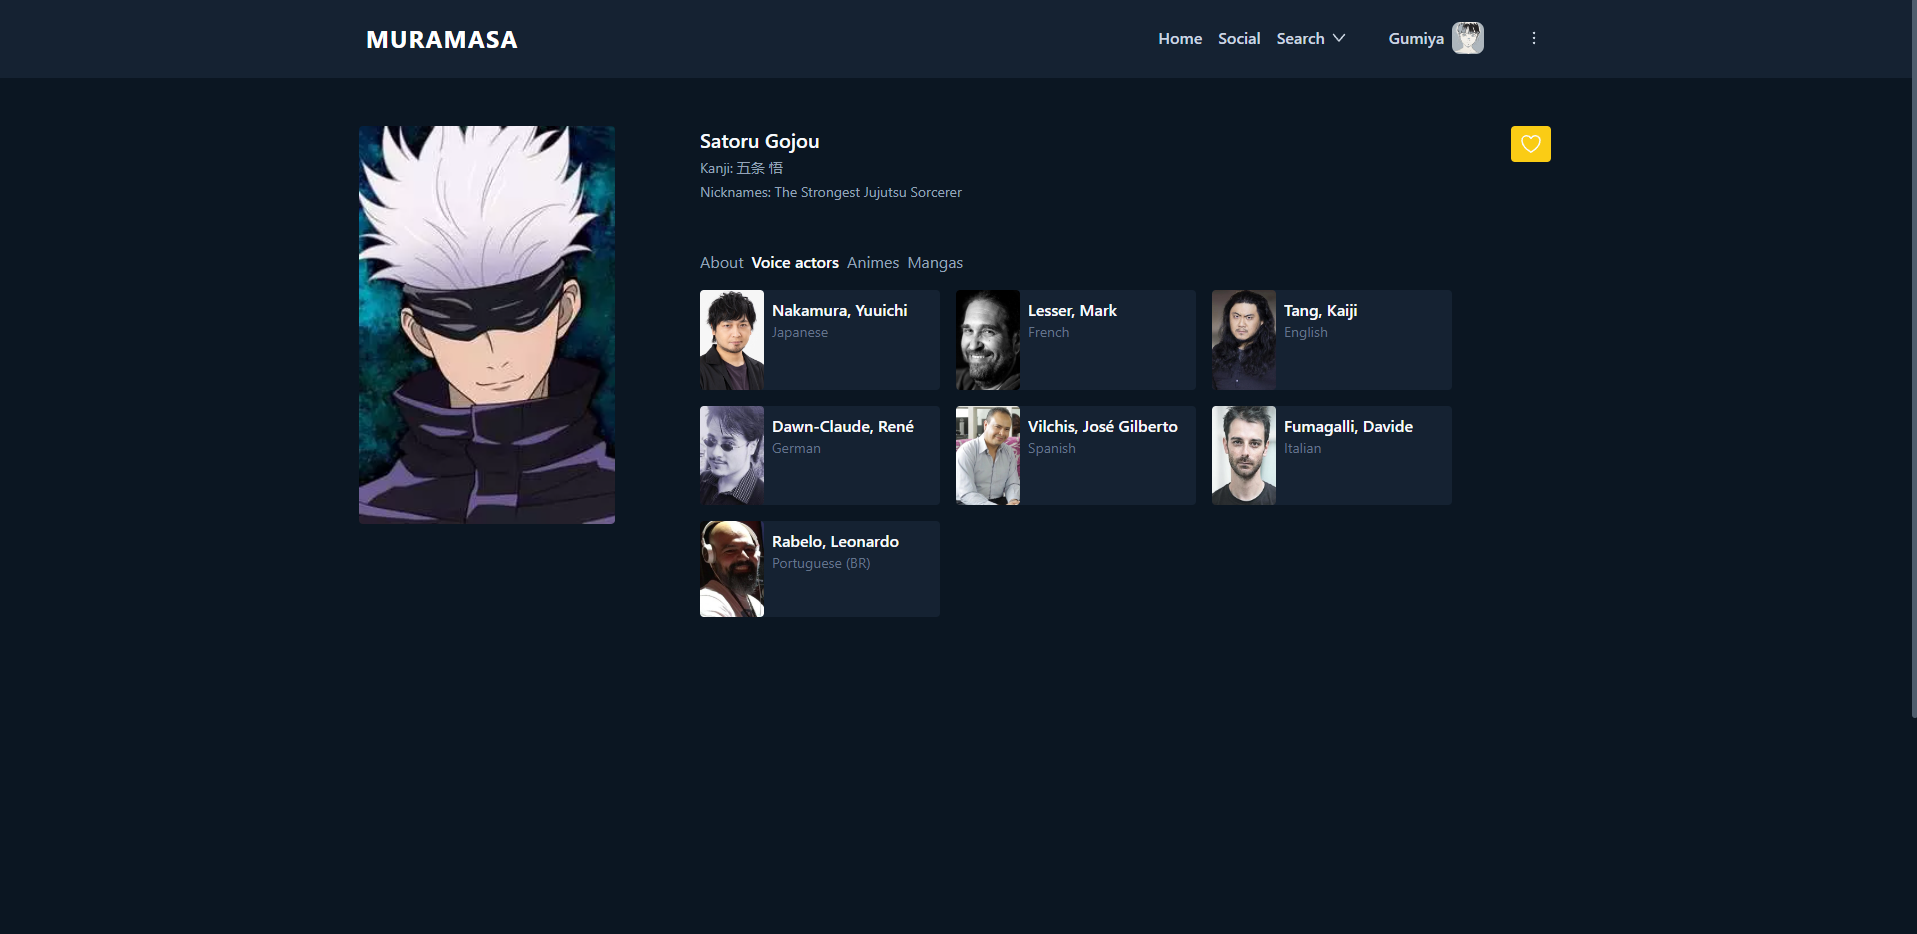 MURAMASA
Home Social Search Gumiya
Satoru Gojou
Kanji: 五条 悟
Nicknames: The Strongest Jujutsu Sorcerer
About Voice actors Animes Mangas
Nakamura, Yuuichi
Japanese
Lesser, Mark
French
Tang, Kaiji
English
Dawn-Claude, René
German
Vilchis, José Gilberto
Spanish
Fumagalli, Davide
Italian
Rabelo, Leonardo
Portuguese (BR)